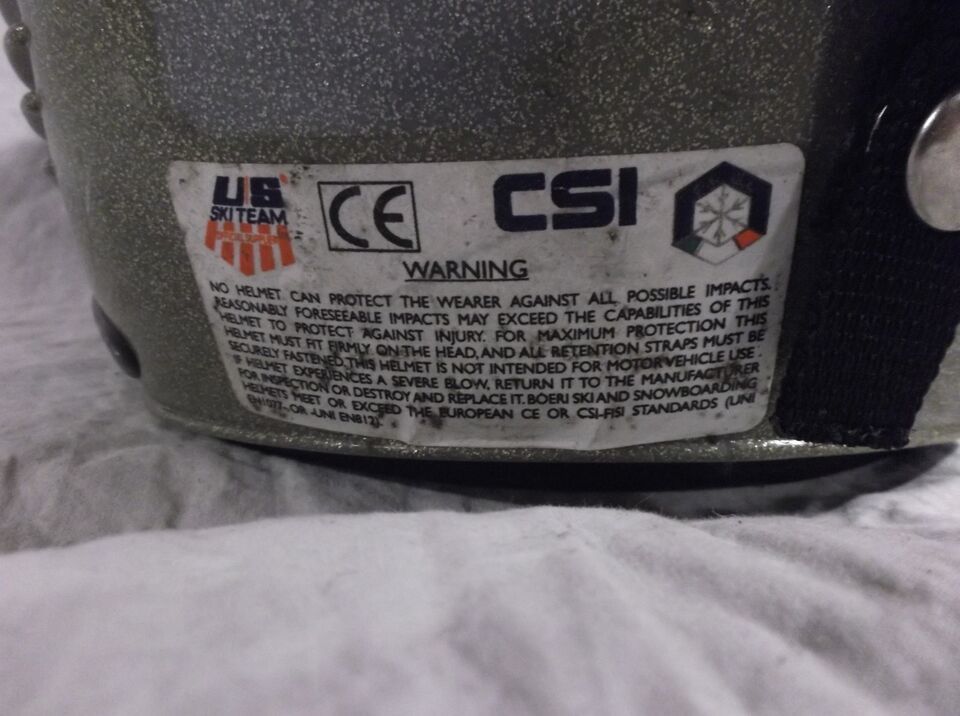 US
SKI TEAM
OFFICIAL SUPPLIER
CE
CSI
WARNING
NO HELMET CAN PROTECT THE WEARER AGAINST ALL POSSIBLE IMPACTS.
REASONABLY FORESEEABLE IMPACTS MAY EXCEED THE CAPABILITIES OF THIS
HELMET TO PROTECT AGAINST INJURY. FOR MAXIMUM PROTECTION THIS
HELMET MUST FIT FIRMLY ON THE HEAD, AND ALL RETENTION STRAPS MUST BE
SECURELY FASTENED. THIS HELMET IS NOT INTENDED FOR MOTOR VEHICLE USE.
IF HELMET EXPERIENCES A SEVERE BLOW, RETURN IT TO THE MANUFACTURER
FOR INSPECTION OR DESTROY AND REPLACE IT. BOERI SKI AND SNOWBOARDING
HELMETS MEET OR EXCEED THE EUROPEAN CE OR CSI-FISI STANDARDS (UNI
EN1077- OR -UNI EN812).